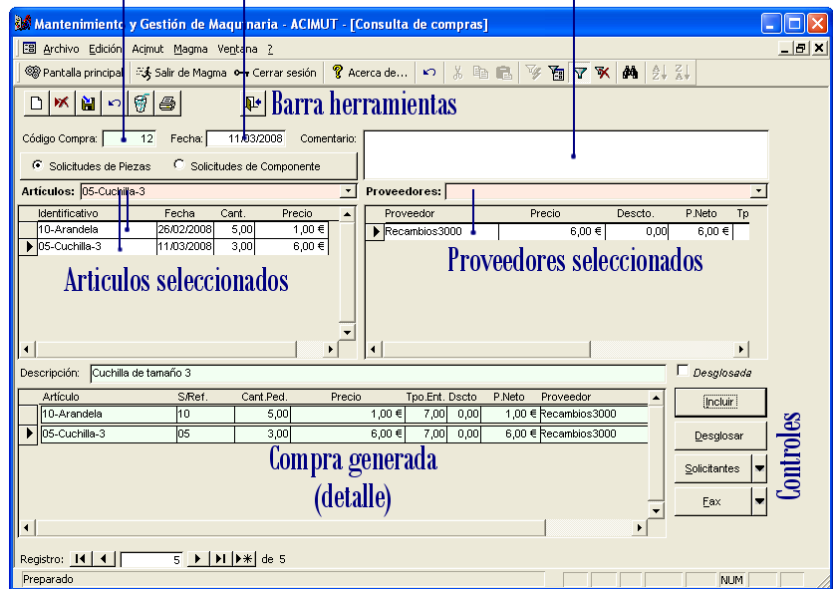 Mantenimiento y Gestión de Maquinaria - ACIMUT - [Consulta de compras]
Archivo Edición Acimut Magma Ventana ?
Pantalla principal Salir de Magma Cerrar sesión Acerca de...
Barra herramientas
Código Compra: 12 Fecha: 11/03/2008 Comentario:
Solicitudes de Piezas Solicitudes de Componente
Artículos: 05-Cuchilla-3 Proveedores:
Identificativo Fecha Cant. Precio Proveedor Precio Descto. P.Neto Tp
10-Arandela 26/02/2008 5,00 1,00 € Recambios3000 6,00 € 0,00 6,00 €
05-Cuchilla-3 11/03/2008 3,00 6,00 €
Articulos seleccionados Proveedores seleccionados
Descripción: Cuchilla de tamaño 3 Desglosada
Artículo S/Ref. Cant.Ped. Precio Tpo.Ent. Dscto P.Neto Proveedor
10-Arandela 10 5,00 1,00 € 7,00 0,00 1,00 € Recambios3000
05-Cuchilla-3 05 3,00 6,00 € 7,00 0,00 6,00 € Recambios3000
Compra generada
(detalle)
Incluir
Desglosar
Solicitantes
Fax
Controles
Registro: 5 de 5
Preparado NUM